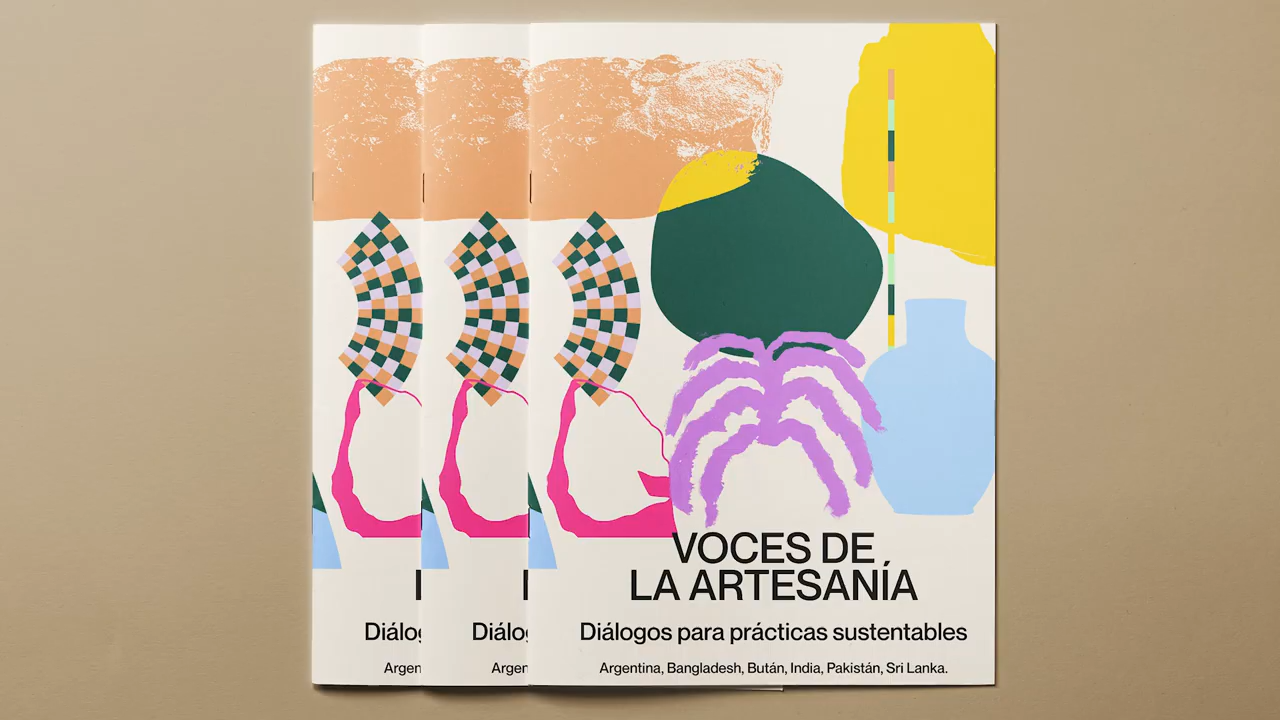 VOCES DE
LA ARTESANÍA
Diálogos para prácticas sustentables
Argentina, Bangladesh, Bután, India, Pakistán, Sri Lanka.